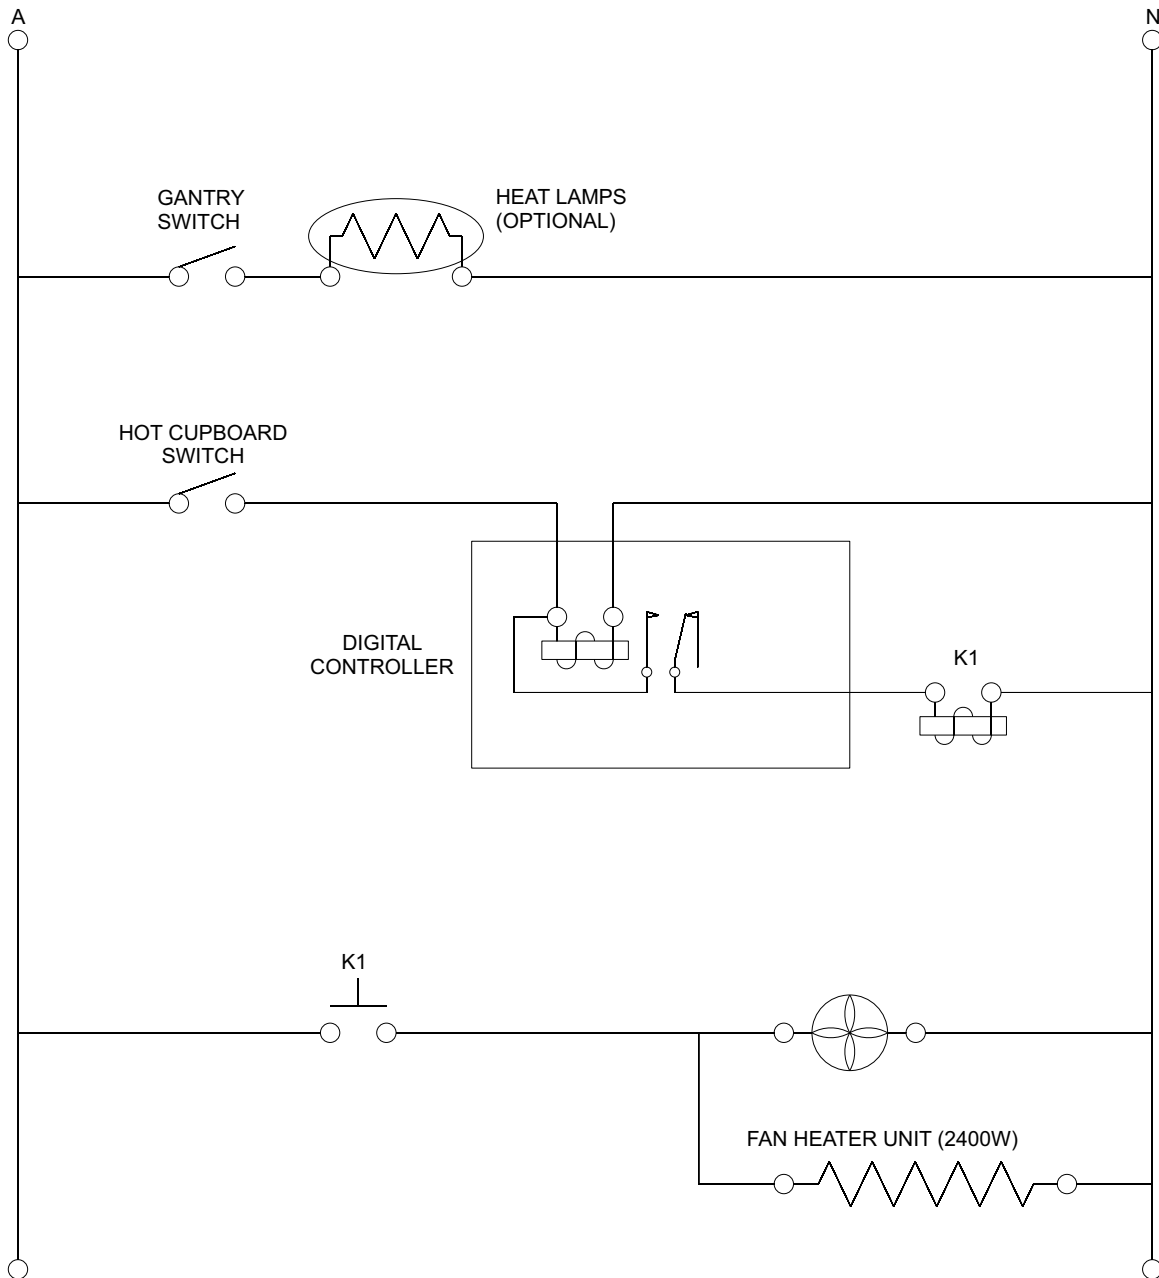 A
N
GANTRY
SWITCH
HEAT LAMPS
(OPTIONAL)
HOT CUPBOARD
SWITCH
DIGITAL
CONTROLLER
K1
K1
FAN HEATER UNIT (2400W)